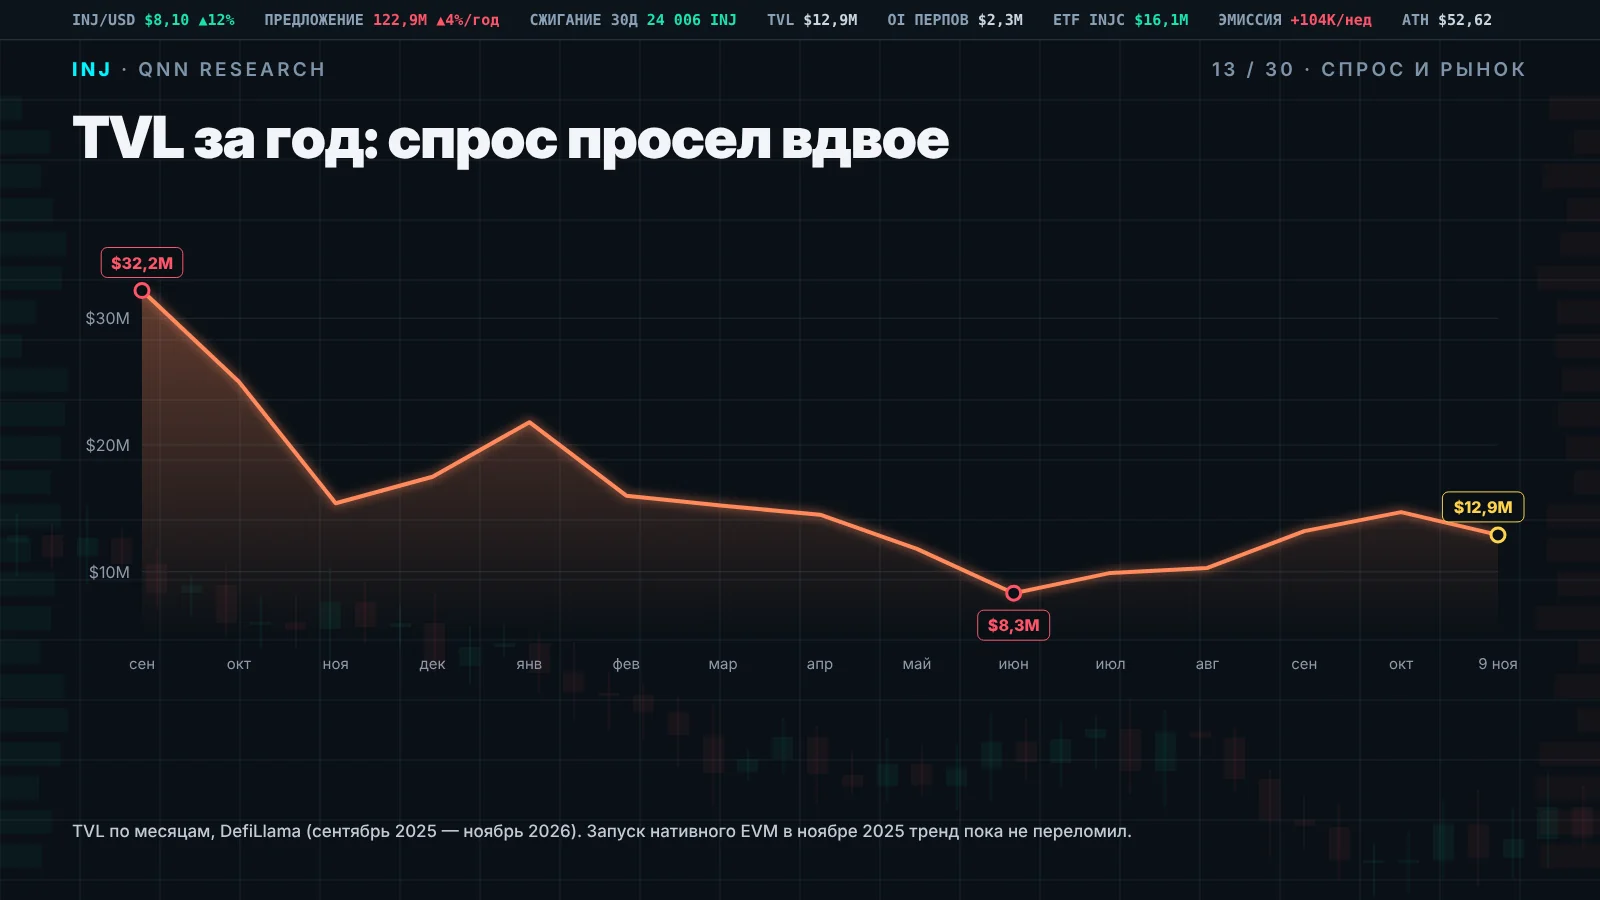 INJ/USD $8,10 ▲12% ПРЕДЛОЖЕНИЕ 122,9M ▲4%/год СЖИГАНИЕ 30Д 24 006 INJ TVL $12,9M OI ПЕРПОВ $2,3M ETF INJC $16,1M ЭМИССИЯ +104K/нед ATH $52,62
INJ · QNN RESEARCH
13 / 30 · СПРОС И РЫНОК
TVL за год: спрос просел вдвое
$32,2M
$30M
$20M
$12,9M
$10M
$8,3M
сен окт ноя дек янв фев мар апр май июн июл авг сен окт 9 ноя
TVL по месяцам, DefiLlama (сентябрь 2025 — ноябрь 2026). Запуск нативного EVM в ноябре 2025 тренд пока не переломил.